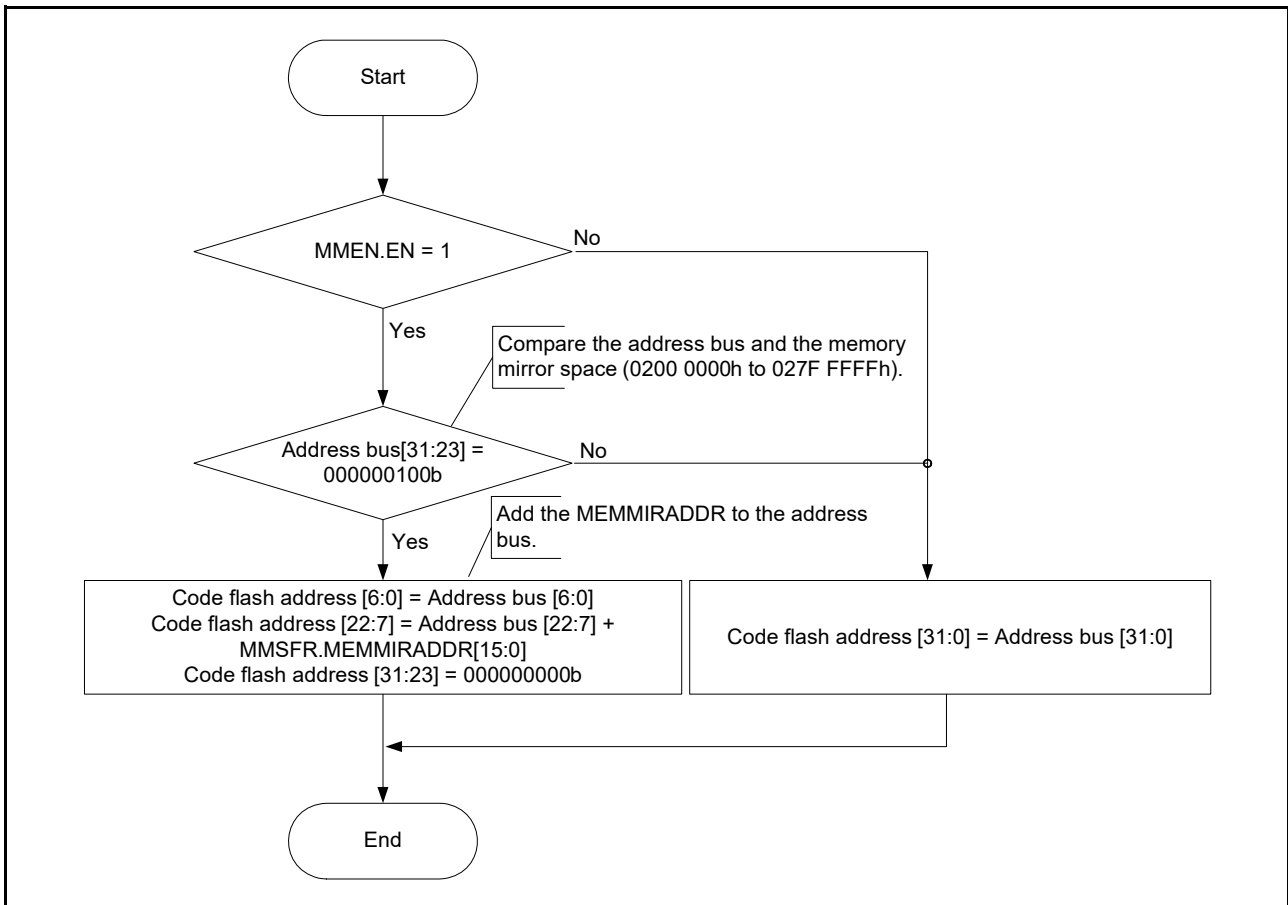 Start
MMEN.EN = 1
No
Yes
Compare the address bus and the memory
mirror space (0200 0000h to 027F FFFFh).
Address bus[31:23] =
000000100b
No
Yes
Add the MEMMIRADDR to the address
bus.
Code flash address [6:0] = Address bus [6:0]
Code flash address [22:7] = Address bus [22:7] +
MMSFR.MEMMIRADDR[15:0]
Code flash address [31:23] = 000000000b
Code flash address [31:0] = Address bus [31:0]
End